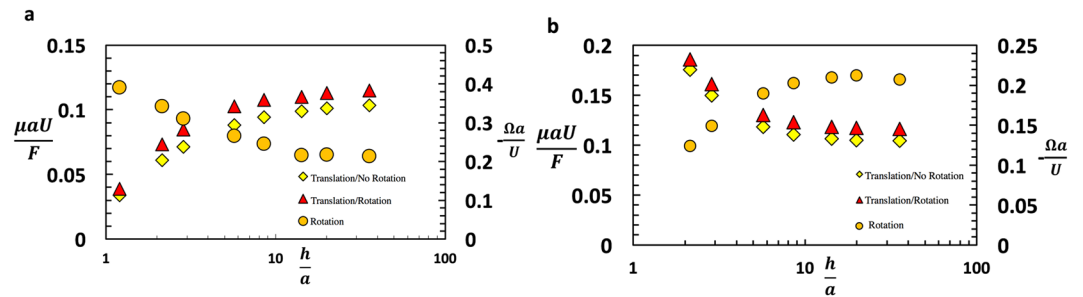 a
0.15
0.1
0.05
0
μaU
F
0.5
0.4
0.3
0.2
0.1
0
-Ωa
U
Translation/No Rotation
Translation/Rotation
Rotation
1
10
100
h
a
b
0.2
0.15
0.1
0.05
0
μaU
F
0.25
0.2
0.15
0.1
0.05
0
-Ωa
U
Translation/No Rotation
Translation/Rotation
Rotation
1
10
100
h
a